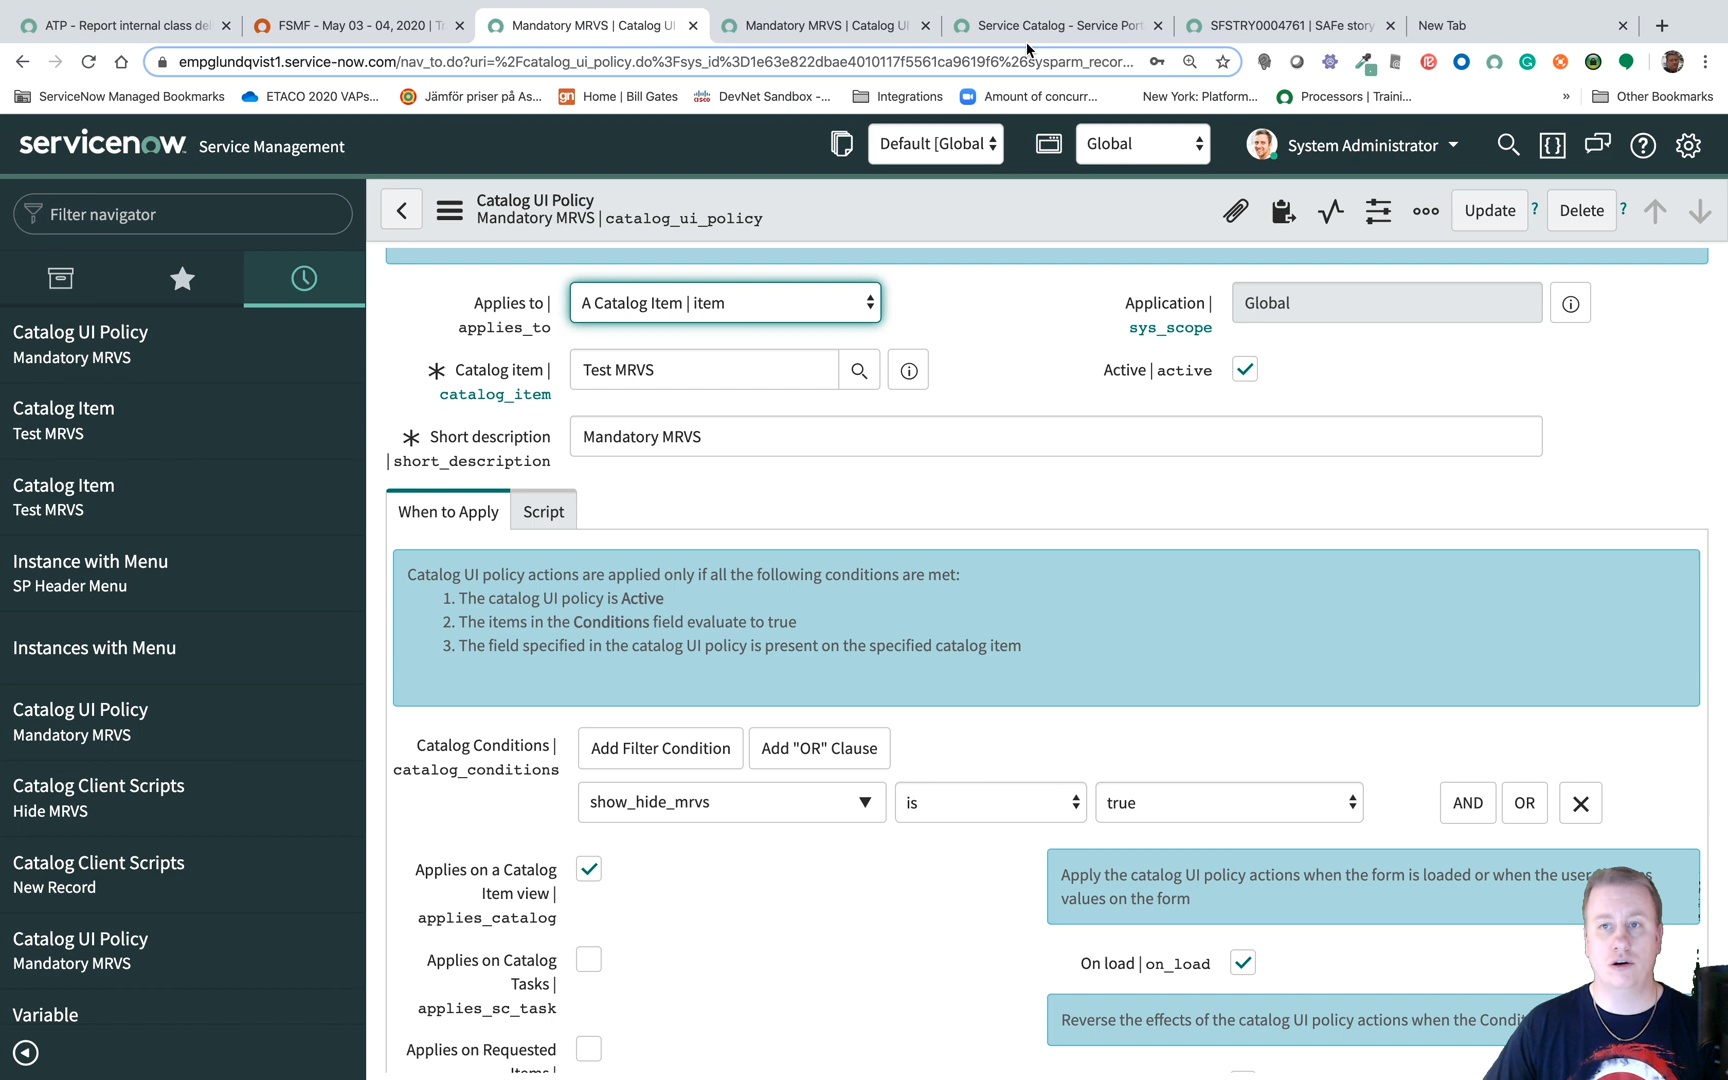 ATP - Report internal class de
FSMF - May 03 - 04, 2020 | Tr
Mandatory MRVS | Catalog UI
Mandatory MRVS | Catalog UI
Service Catalog - Service Port
SFSTRY0004761 | SAFe story
New Tab
empglundqvist1.service-now.com/nav_to.do?uri=%2Fcatalog_ui_policy.do%3Fsys_id%3D1e63e822dbae4010117f5561ca9619f6%26sysparm_recor...
ServiceNow Managed Bookmarks
ETACO 2020 VAPs...
Jämför priser på As...
Home | Bill Gates
DevNet Sandbox -...
Integrations
Amount of concurr...
New York: Platform...
Processors | Traini...
»
Other Bookmarks
servicenow Service Management
Default [Global
Global
System Administrator
Filter navigator
Catalog UI Policy
Mandatory MRVS
Catalog Item
Test MRVS
Catalog Item
Test MRVS
Instance with Menu
SP Header Menu
Instances with Menu
Catalog UI Policy
Mandatory MRVS
Catalog Client Scripts
Hide MRVS
Catalog Client Scripts
New Record
Catalog UI Policy
Mandatory MRVS
Variable
Catalog UI Policy
Mandatory MRVS | catalog_ui_policy
Update ?
Delete ?
Applies to |
applies_to
A Catalog Item | item
Application |
sys_scope
Global
Catalog item |
catalog_item
Test MRVS
Active | active
Short description
|short_description
Mandatory MRVS
When to Apply
Script
Catalog UI policy actions are applied only if all the following conditions are met:
1. The catalog UI policy is Active
2. The items in the Conditions field evaluate to true
3. The field specified in the catalog UI policy is present on the specified catalog item
Catalog Conditions |
catalog_conditions
Add Filter Condition
Add "OR" Clause
show_hide_mrvs
is
true
AND
OR
Applies on a Catalog
Item view |
applies_catalog
Apply the catalog UI policy actions when the form is loaded or when the user
values on the form
Applies on Catalog
Tasks |
applies_sc_task
On load | on_load
Reverse the effects of the catalog UI policy actions when the Condi
Applies on Requested
Items |